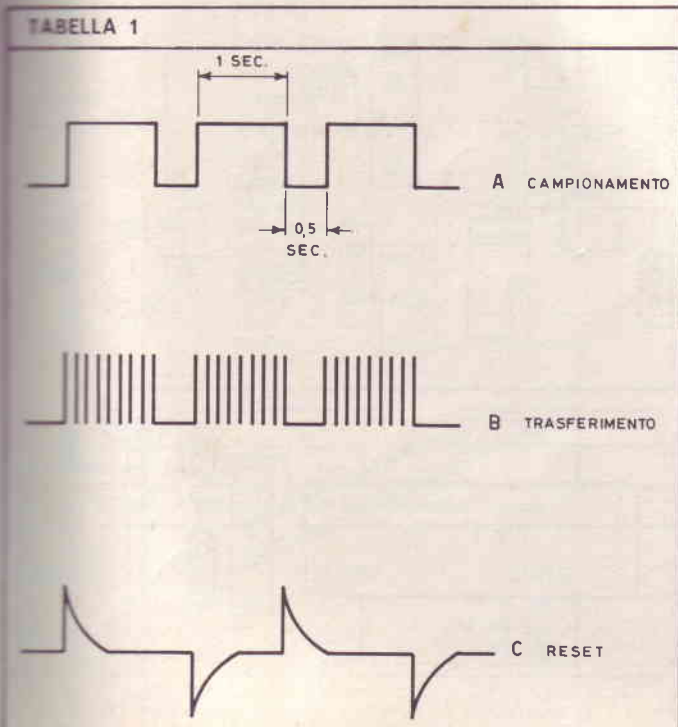 TABELLA 1
1 SEC.
A CAMPIONAMENTO
0,5
SEC.
B TRASFERIMENTO
C RESET